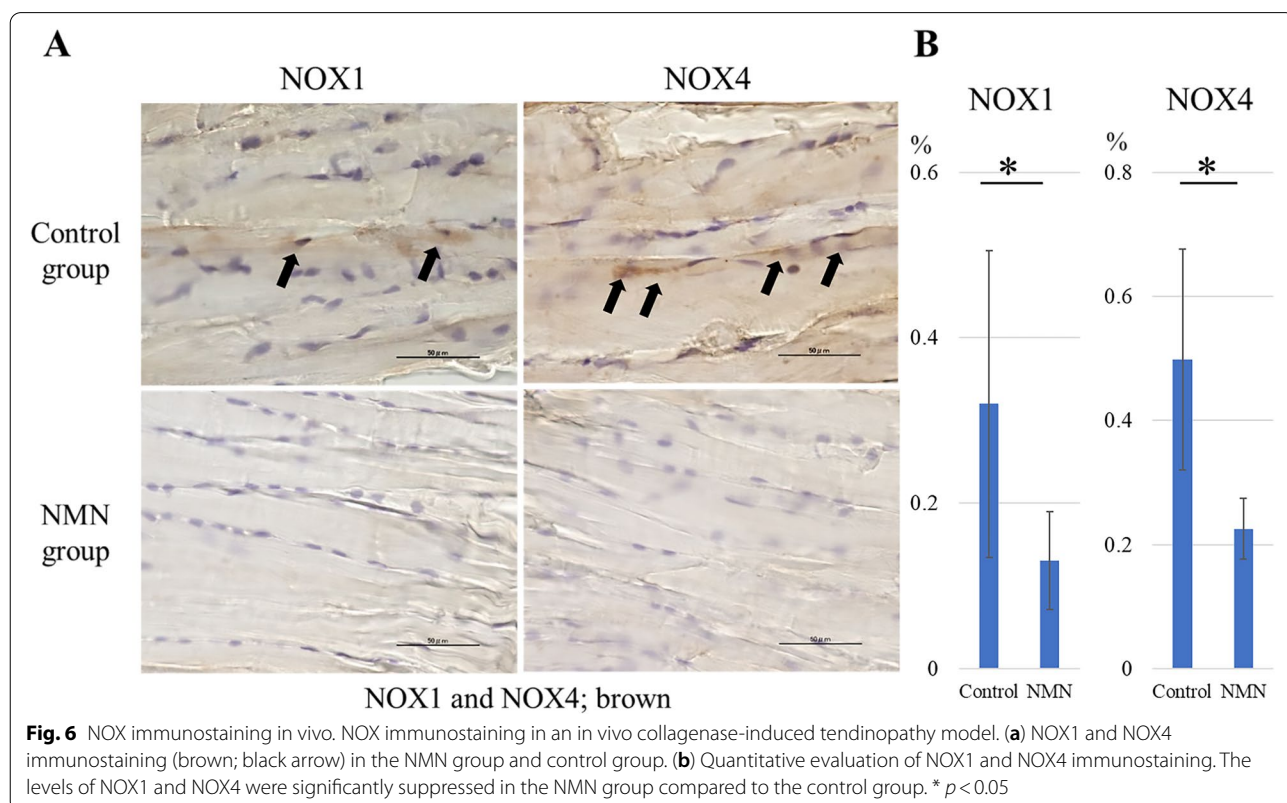 A
B
NOX1
NOX4
Control
group
50μm
50μm
NMN
group
50μm
50μm
NOX1 and NOX4; brown
NOX1
%
0.6
*
0.4
0.2
0
Control NMN
NOX4
%
0.8
*
0.6
0.4
0.2
0
Control NMN
Fig. 6 NOX immunostaining in vivo. NOX immunostaining in an in vivo collagenase-induced tendinopathy model. (a) NOX1 and NOX4
immunostaining (brown; black arrow) in the NMN group and control group. (b) Quantitative evaluation of NOX1 and NOX4 immunostaining. The
levels of NOX1 and NOX4 were significantly suppressed in the NMN group compared to the control group. * p < 0.05